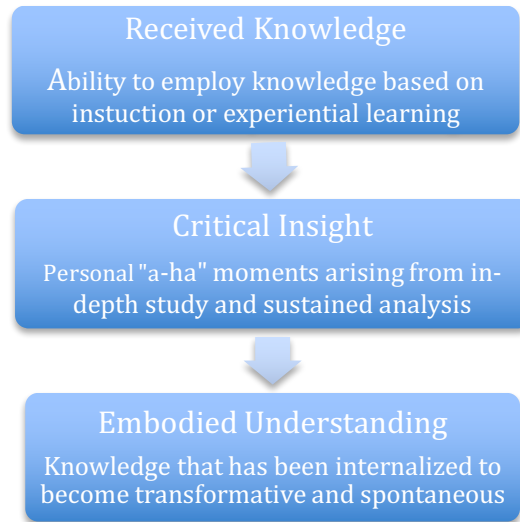 Received Knowledge
Ability to employ knowledge based on
instuction or experiential learning
Critical Insight
Personal "a-ha" moments arising from in-
depth study and sustained analysis
Embodied Understanding
Knowledge that has been internalized to
become transformative and spontaneous